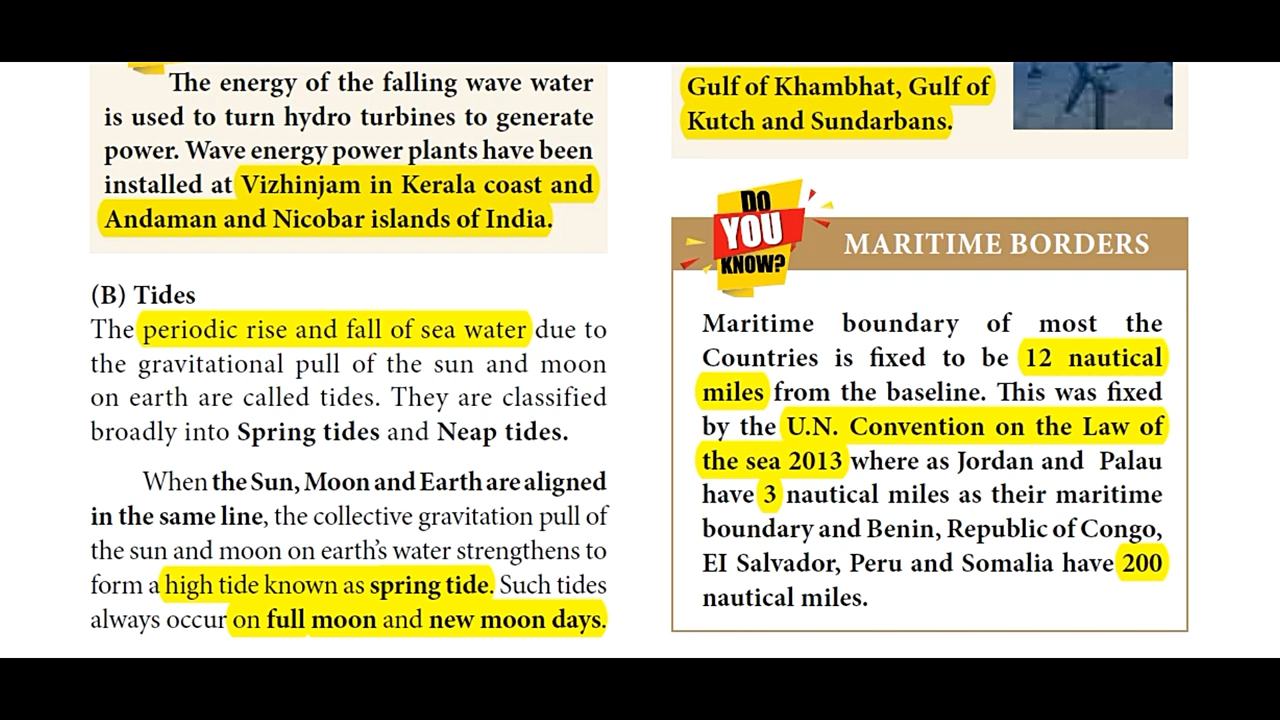 The energy of the falling wave water
is used to turn hydro turbines to generate
power. Wave energy power plants have been
installed at Vizhinjam in Kerala coast and
Andaman and Nicobar islands of India.
(B) Tides
The periodic rise and fall of sea water due to
the gravitational pull of the sun and moon
on earth are called tides. They are classified
broadly into Spring tides and Neap tides.
When the Sun, Moon and Earth are aligned
in the same line, the collective gravitation pull of
the sun and moon on earth's water strengthens to
form a high tide known as spring tide. Such tides
always occur on full moon and new moon days.
Gulf of Khambhat, Gulf of
Kutch and Sundarbans.
DO
YOU
KNOW?
MARITIME BORDERS
Maritime boundary of most the
Countries is fixed to be 12 nautical
miles from the baseline. This was fixed
by the U.N. Convention on the Law of
the sea 2013 where as Jordan and Palau
have 3 nautical miles as their maritime
boundary and Benin, Republic of Congo,
EI Salvador, Peru and Somalia have 200
nautical miles.